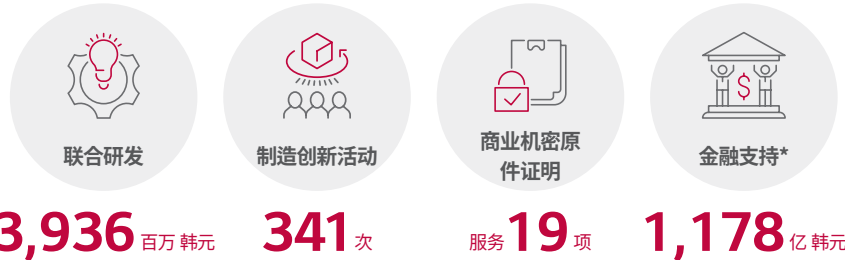 联合研发
3,936 百万 韩元
制造创新活动
341 次
商业机密原
件证明
服务 19 项
金融支持*
1,178 亿 韩元